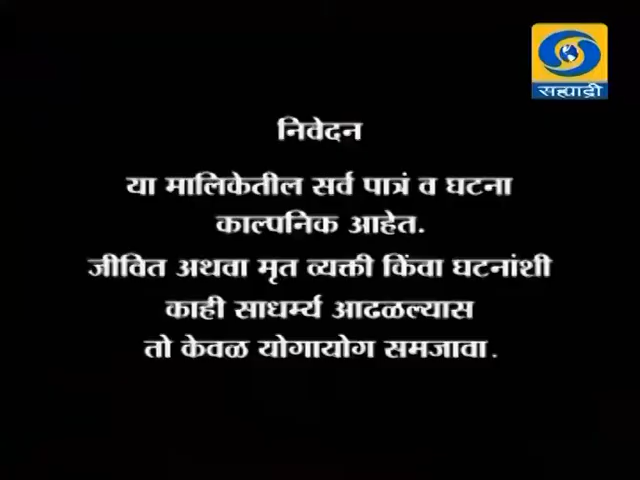 सह्याद्री
निवेदन
या मालिकेतील सर्व पात्रं व घटना
काल्पनिक आहेत.
जीवित अथवा मृत व्यक्ती किंवा घटनांशी
काही साधर्म्य आढळल्यास
तो केवळ योगायोग समजावा.